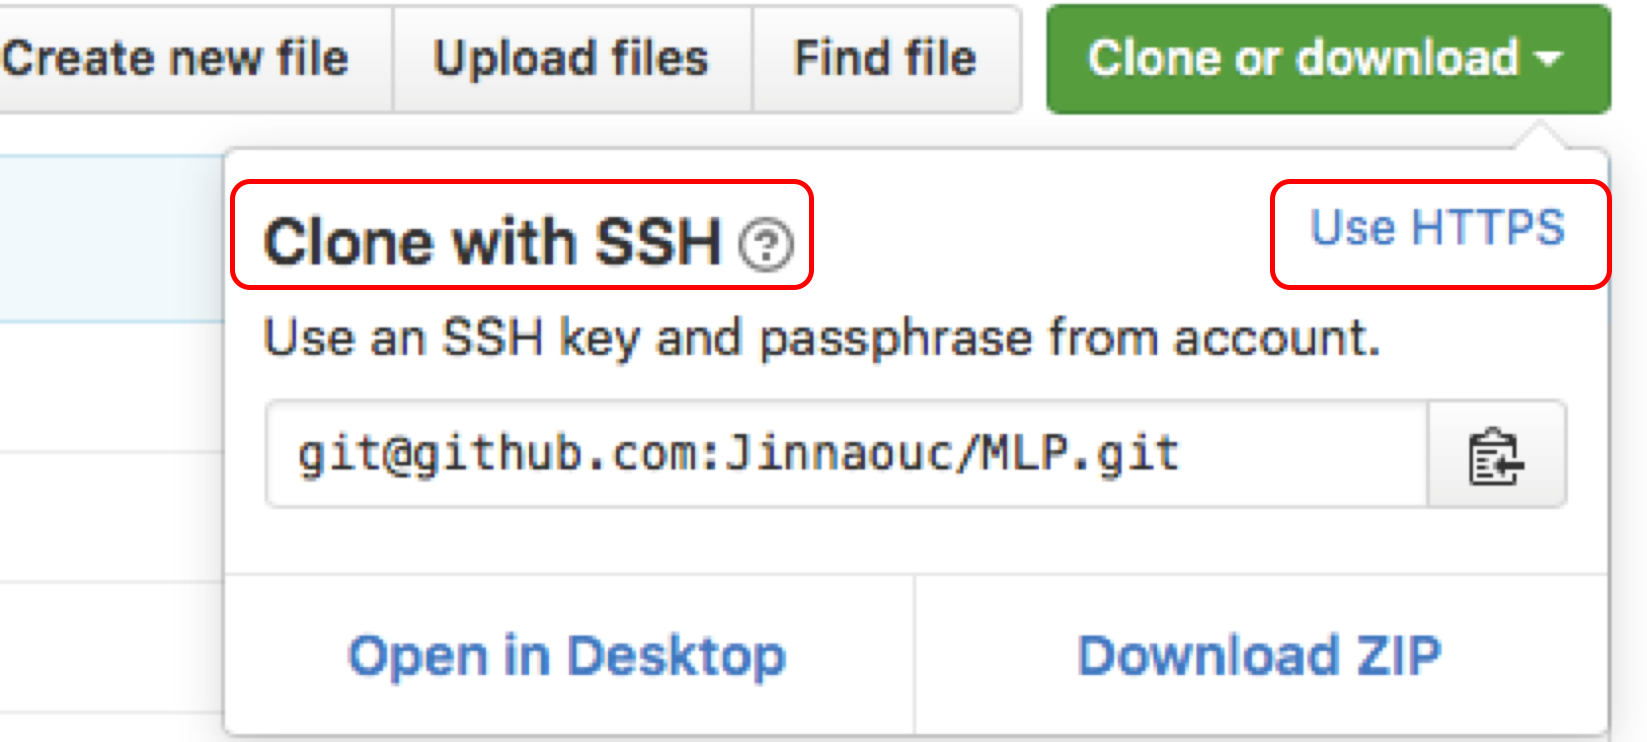 Create new file Upload files Find file Clone or download
Clone with SSH ? Use HTTPS
Use an SSH key and passphrase from account.
git@github.com:Jinnaouc/MLP.git
Open in Desktop Download ZIP